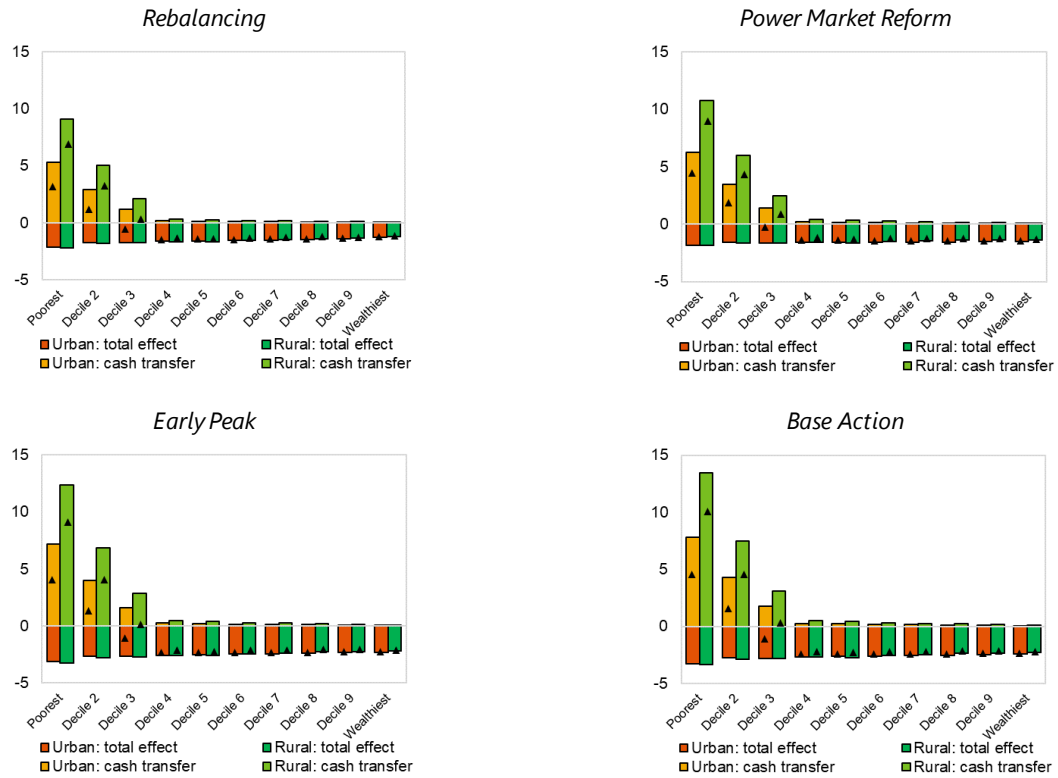 Rebalancing
15
10
5
0
-5
Poorest
Decile 2
Decile 3
Decile 4
Decile 5
Decile 6
Decile 7
Decile 8
Decile 9
Wealthiest
Urban: total effect
Rural: total effect
Urban: cash transfer
Rural: cash transfer
Power Market Reform
15
10
5
0
-5
Poorest
Decile 2
Decile 3
Decile 4
Decile 5
Decile 6
Decile 7
Decile 8
Decile 9
Wealthiest
Urban: total effect
Rural: total effect
Urban: cash transfer
Rural: cash transfer
Early Peak
15
10
5
0
-5
Poorest
Decile 2
Decile 3
Decile 4
Decile 5
Decile 6
Decile 7
Decile 8
Decile 9
Wealthiest
Urban: total effect
Rural: total effect
Urban: cash transfer
Rural: cash transfer
Base Action
15
10
5
0
-5
Poorest
Decile 2
Decile 3
Decile 4
Decile 5
Decile 6
Decile 7
Decile 8
Decile 9
Wealthiest
Urban: total effect
Rural: total effect
Urban: cash transfer
Rural: cash transfer